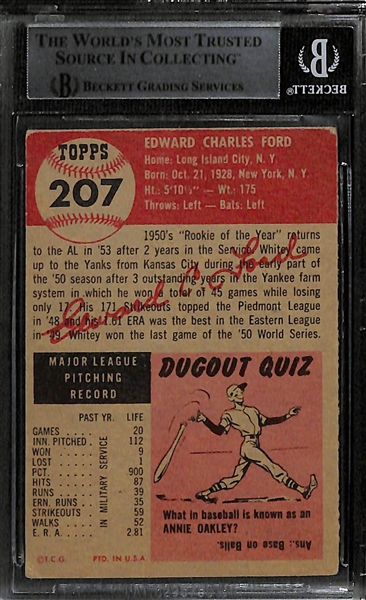 THE WORLD'S MOST TRUSTED
SOURCE IN COLLECTING™
BECKETT GRADING SERVICES
BECKETT
TOPPS
207
EDWARD CHARLES FORD
Home: Long Island City, N. Y.
Born: Oct. 21, 1928, New York, N. Y.
Ht.: 5'10½" – Wt.: 175
Throws: Left – Bats: Left
1950's "Rookie of the Year" returns
to the AL in '53 after 2 years in the Service. Whitey
came up to the Yanks from Kansas City during the early part of
the '50 season after 3 outstanding years in the Yankee farm
system in which he won a total of 45 games while losing
only 17. His 171 strikeouts topped the Piedmont League
in '48 and his 1.61 ERA was the best in the Eastern League
in '49. Whitey won the last game of the '50 World Series.
Edward C. Ford
MAJOR LEAGUE
PITCHING
RECORD
PAST YR. LIFE
GAMES 20
INN. PITCHED 112
WON 9
LOST 1
PCT. 900
HITS 87
RUNS 39
ERN. RUNS 35
STRIKEOUTS 59
WALKS 52
E. R. A. 2.81
IN MILITARY SERVICE
©T.C.G. PTD. IN U.S.A.
DUGOUT QUIZ
What in baseball is known as an
ANNIE OAKLEY?
Ans.: Base on Balls.